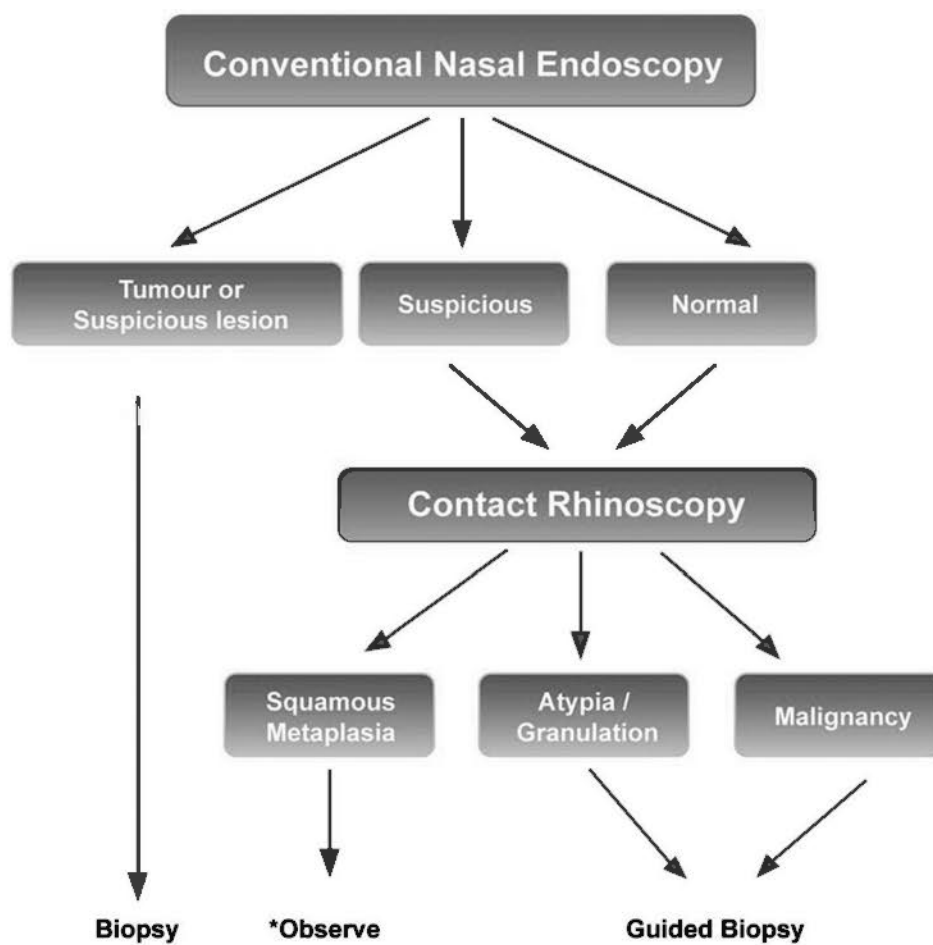 Conventional Nasal Endoscopy
Tumour or
Suspicious lesion
Suspicious
Normal
Contact Rhinoscopy
Squamous
Metaplasia
Atypia /
Granulation
Malignancy
Biopsy
*Observe
Guided Biopsy